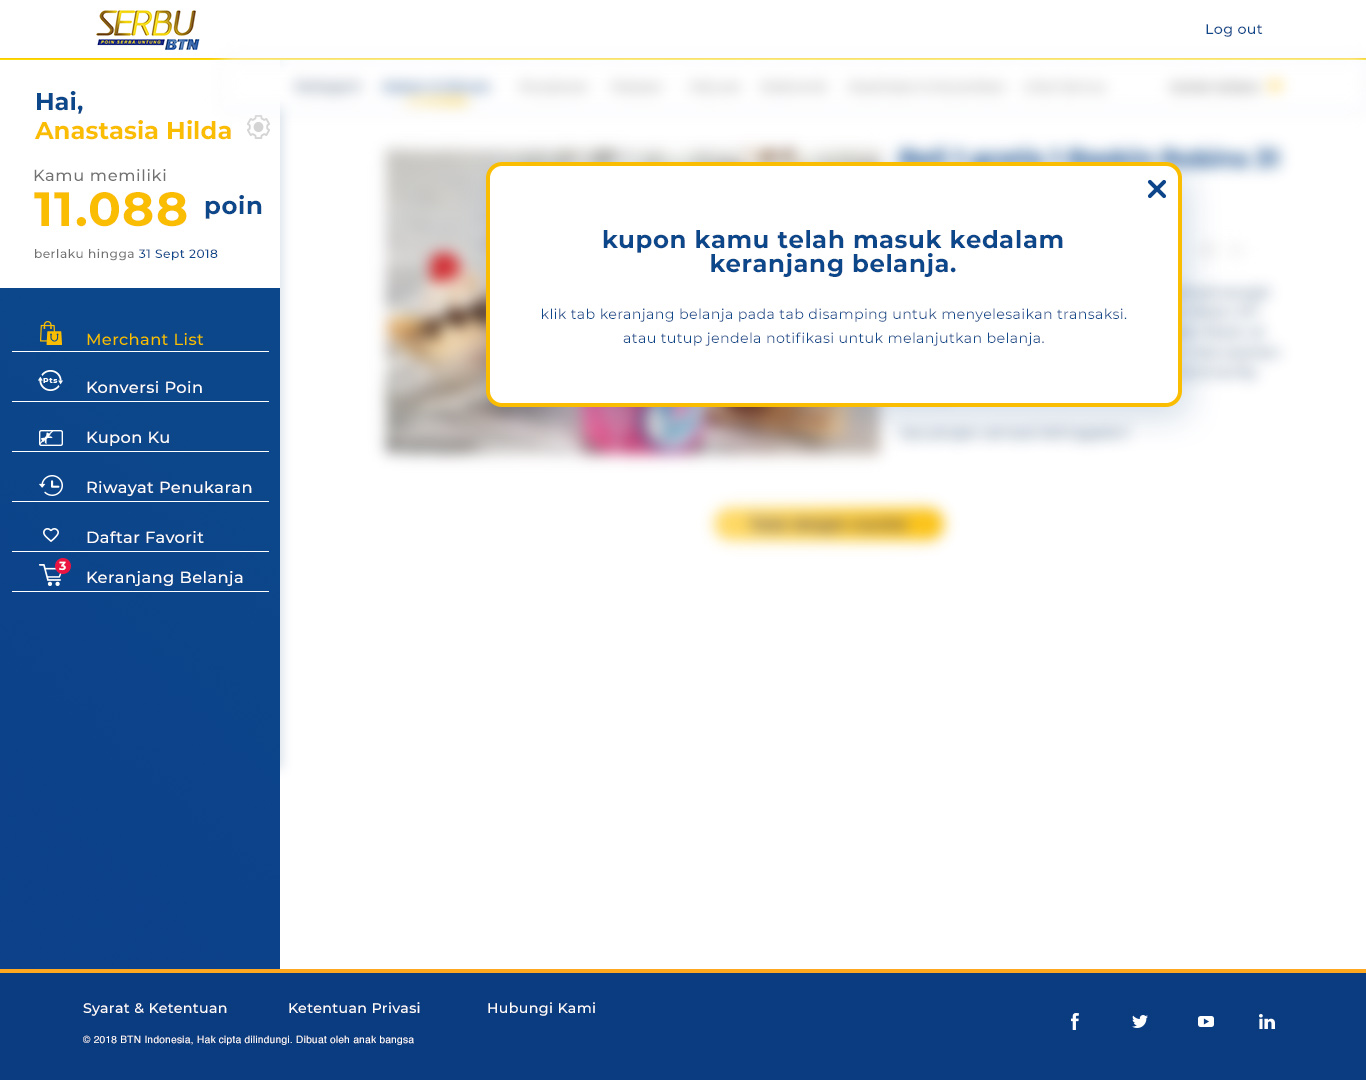 SERBU
POIN SERBA UNTUNG
BTN
Log out
Hai,
Anastasia Hilda
Kamu memiliki
11.088 poin
berlaku hingga 31 Sept 2018
Merchant List
Pts
Konversi Poin
Kupon Ku
Riwayat Penukaran
Daftar Favorit
3
Keranjang Belanja
kupon kamu telah masuk kedalam
keranjang belanja.
klik tab keranjang belanja pada tab disamping untuk menyelesaikan transaksi.
atau tutup jendela notifikasi untuk melanjutkan belanja.
Syarat & Ketentuan
Ketentuan Privasi
Hubungi Kami
© 2018 BTN Indonesia, Hak cipta dilindungi. Dibuat oleh anak bangsa